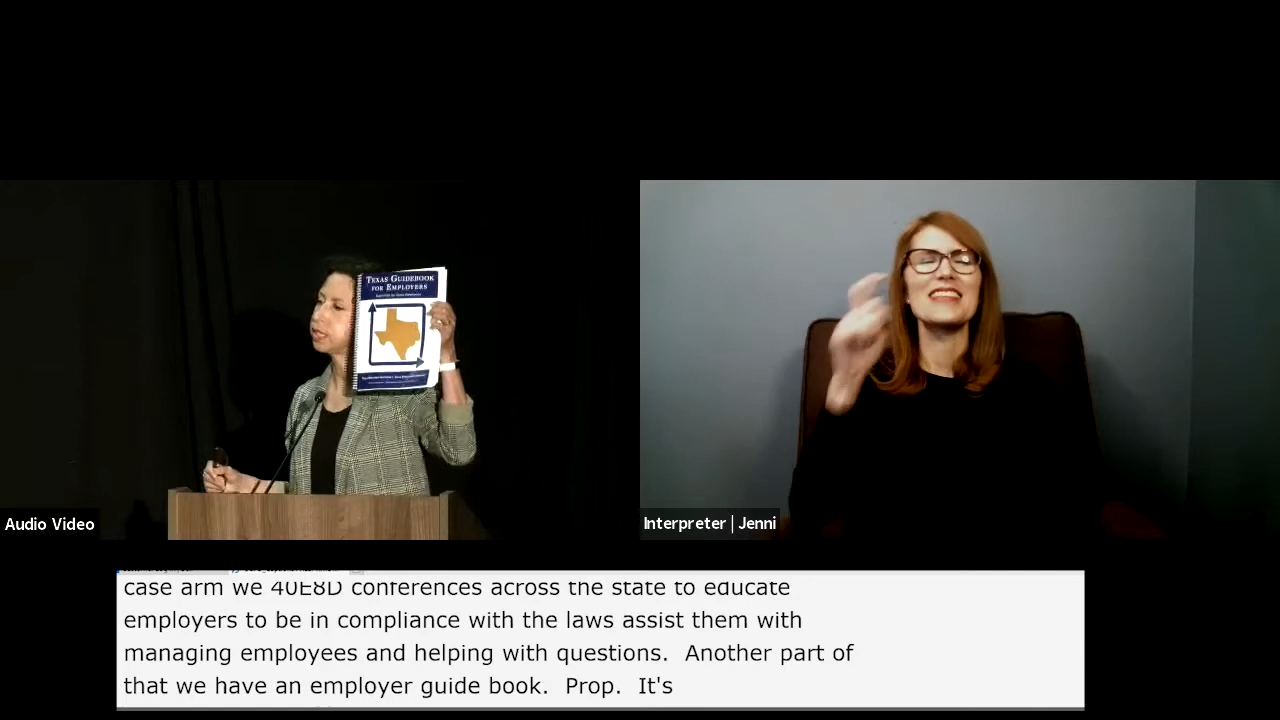 TEXAS GUIDEBOOK
FOR EMPLOYERS
Audio Video
Interpreter | Jenni
case arm we 40E8D conferences across the state to educate
employers to be in compliance with the laws assist them with
managing employees and helping with questions.  Another part of
that we have an employer guide book.  Prop.  It's